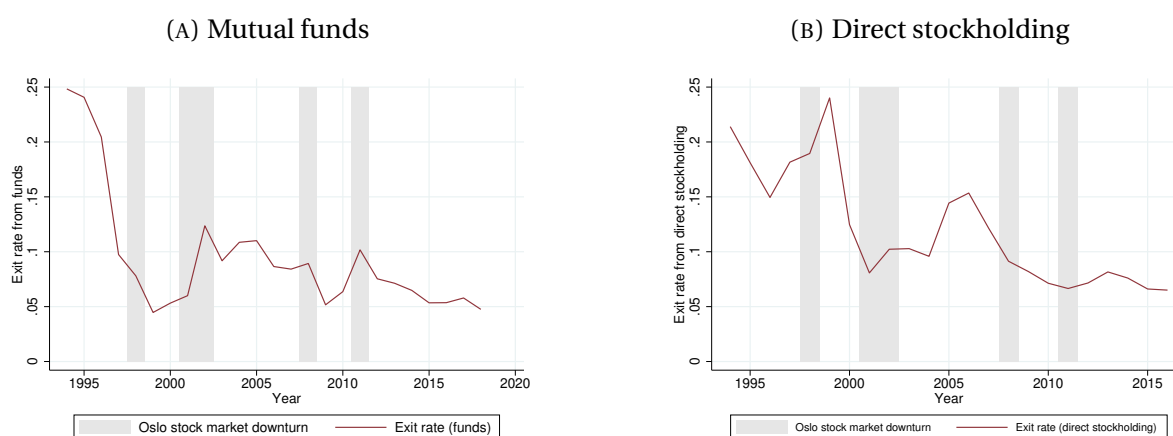 (A) Mutual funds
Exit rate from funds
.25
.2
.15
.1
.05
0
1995 2000 2005 2010 2015 2020
Year
Oslo stock market downturn Exit rate (funds)
(B) Direct stockholding
Exit rate from direct stockholding
.25
.2
.15
.1
.05
0
1995 2000 2005 2010 2015
Year
Oslo stock market downturn Exit rate (direct stockholding)